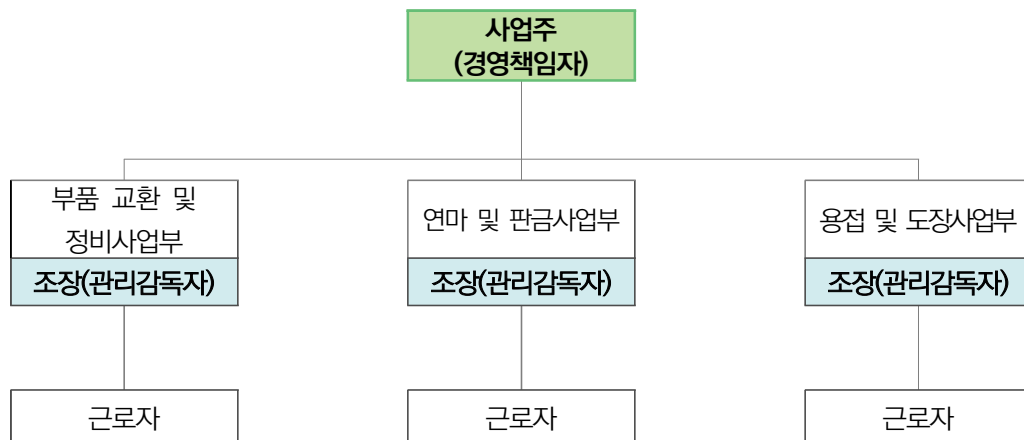 사업주
(경영책임자)
부품 교환 및
정비사업부
조장(관리감독자)
근로자
연마 및 판금사업부
조장(관리감독자)
근로자
용접 및 도장사업부
조장(관리감독자)
근로자